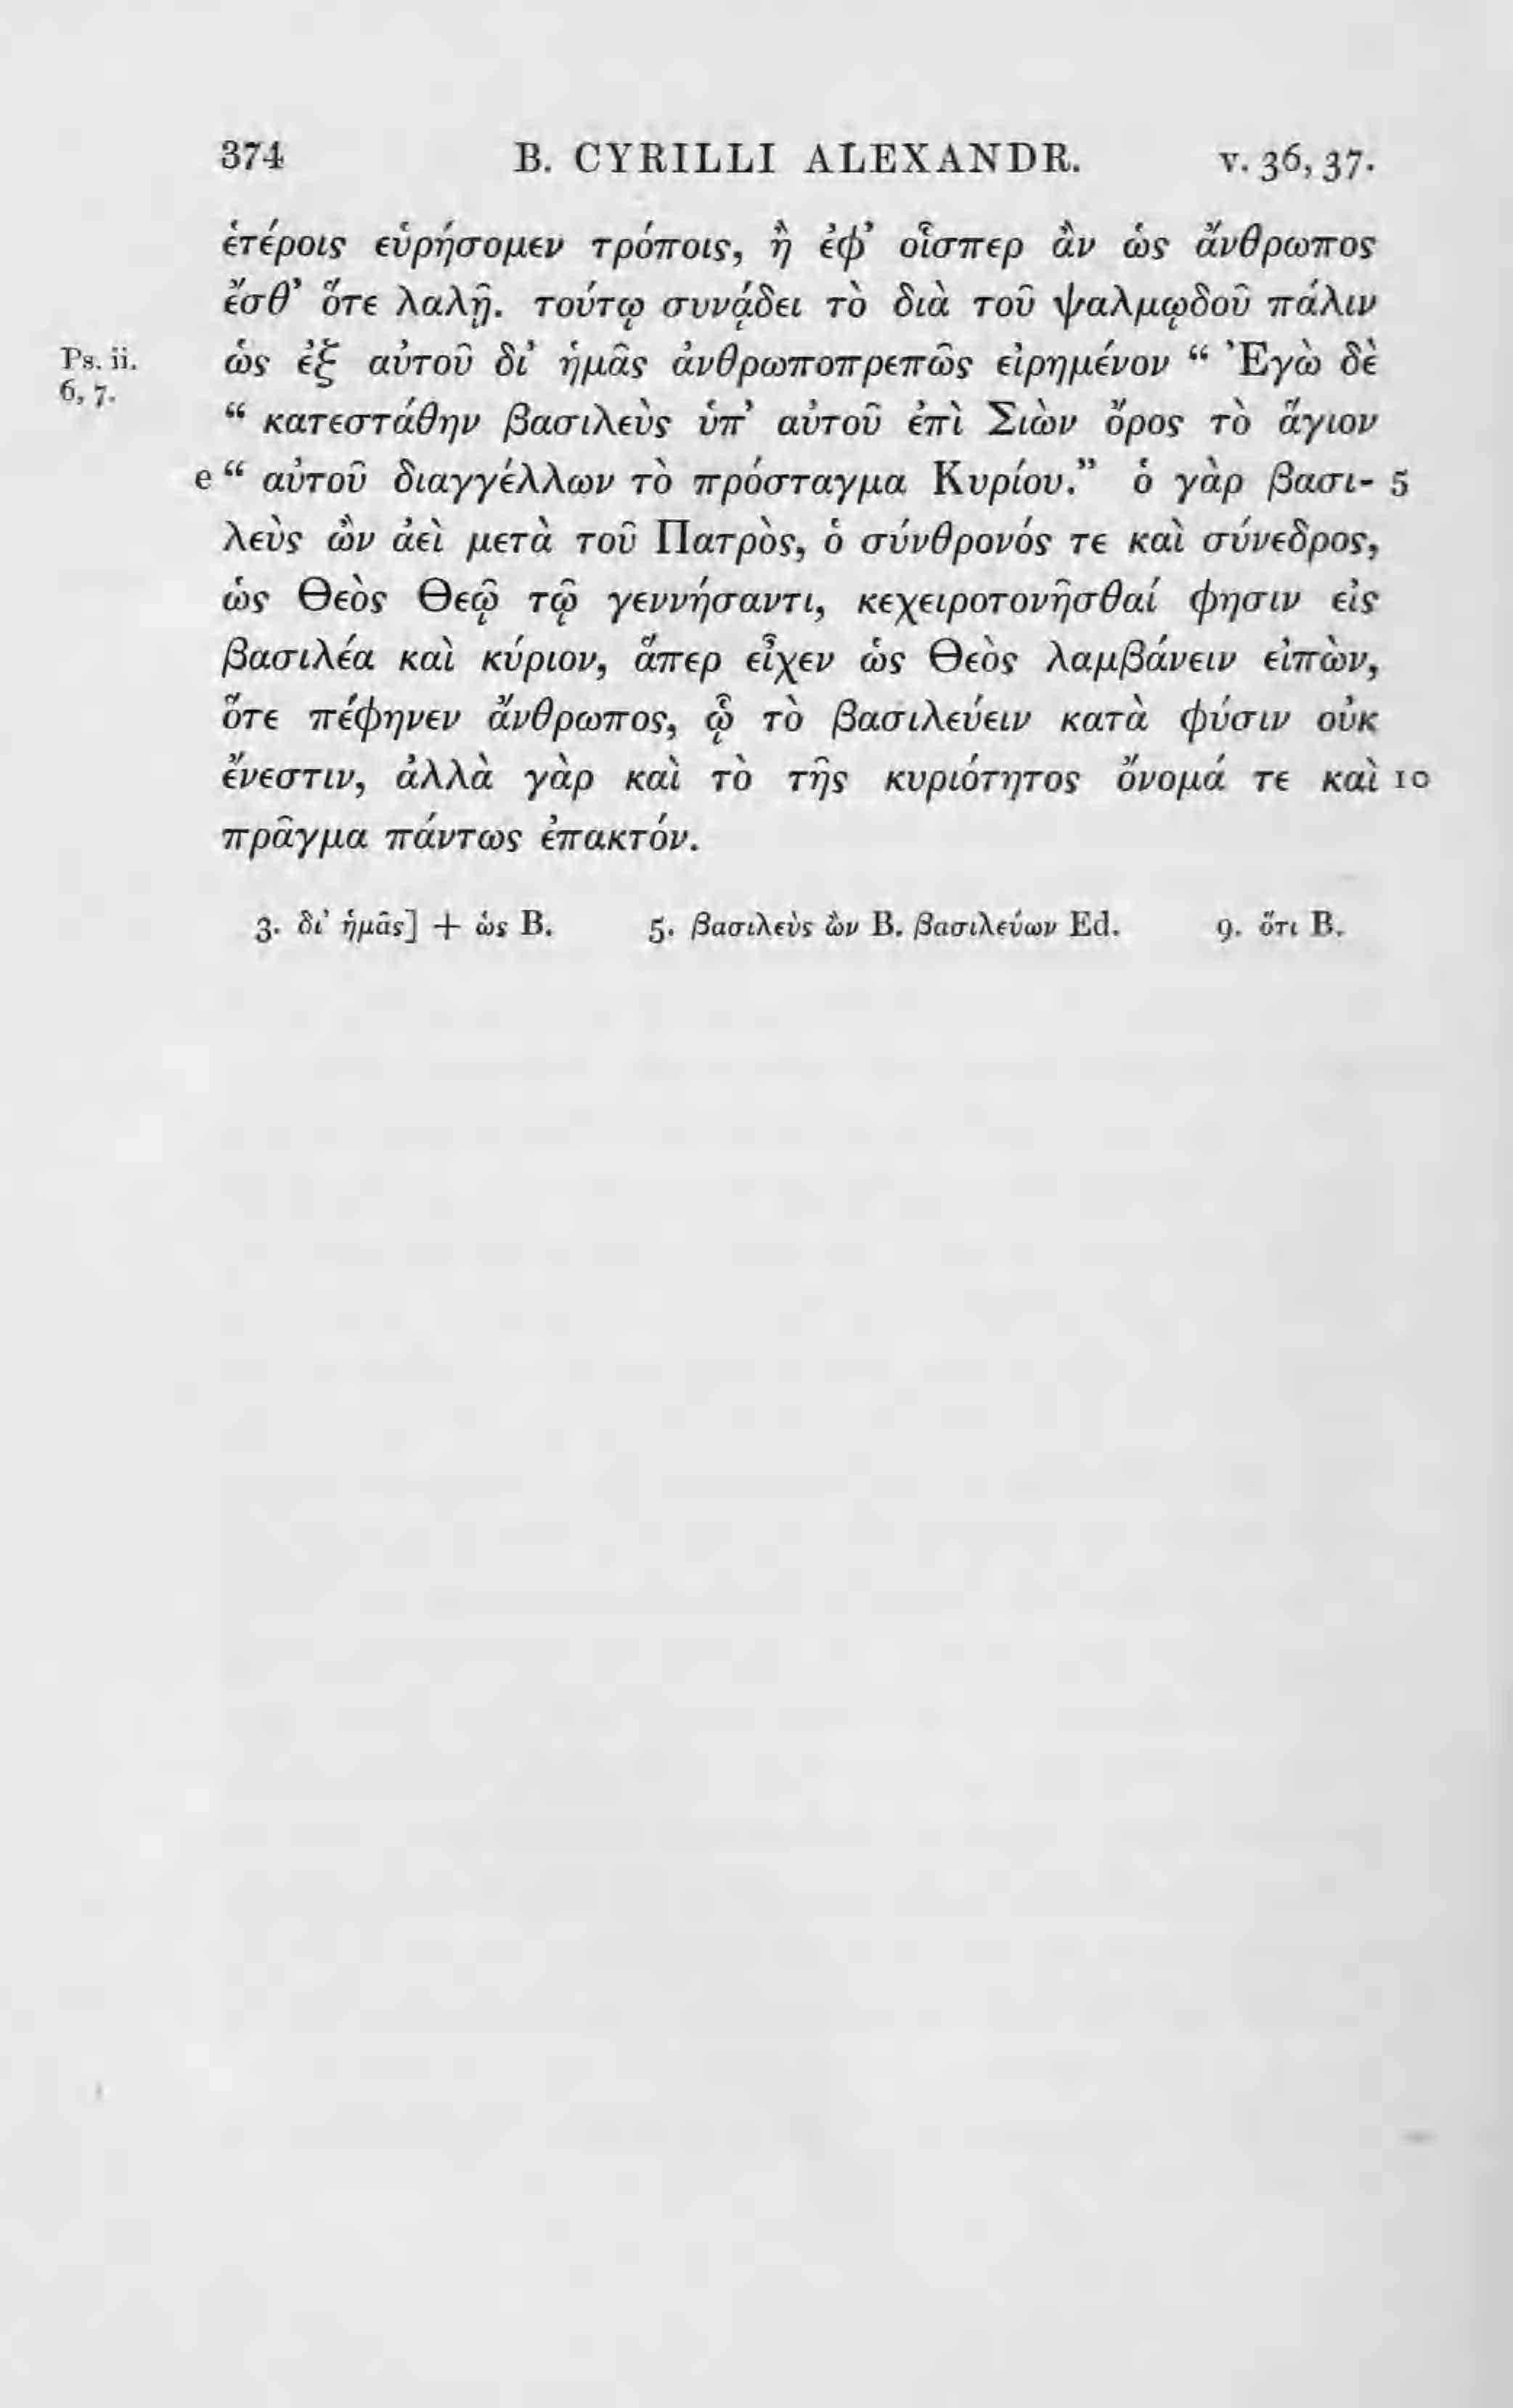 374 B. CYRILLI ALEXANDR. v. 36, 37.
ἑτέροις εὑρήσομεν τρόποις, ἢ ἐφ’ οἷσπερ ἂν ὡς ἄνθρωπος
ἔσθ’ ὅτε λαλῇ. τούτῳ συνᾴδει τὸ διὰ τοῦ ψαλμῳδοῦ πάλιν
Ps. ii. ὡς ἐξ αὐτοῦ δι’ ἡμᾶς ἀνθρωποπρεπῶς εἰρημένον “ Ἐγὼ δὲ
6, 7.
“ κατεστάθην βασιλεὺς ὑπ’ αὐτοῦ ἐπὶ Σιὼν ὄρος τὸ ἅγιον
e “ αὐτοῦ διαγγέλλων τὸ πρόσταγμα Κυρίου.” ὁ γὰρ βασι- 5
λεὺς ὢν ἀεὶ μετὰ τοῦ Πατρὸς, ὁ σύνθρονός τε καὶ σύνεδρος,
ὡς Θεὸς Θεῷ τῷ γεννήσαντι, κεχειροτονῆσθαί φησιν εἰς
βασιλέα καὶ κύριον, ἅπερ εἶχεν ὡς Θεὸς λαμβάνειν εἰπὼν,
ὅτε πέφηνεν ἄνθρωπος, ᾧ τὸ βασιλεύειν κατὰ φύσιν οὐκ
ἔνεστιν, ἀλλὰ γὰρ καὶ τὸ τῆς κυριότητος ὄνομά τε καὶ 10
πρᾶγμα πάντως ἐπακτόν.
3. δι’ ἡμᾶς] + ὡς B. 5. βασιλεὺς ὢν B. βασιλεύων Ed. 9. ὅτι B.